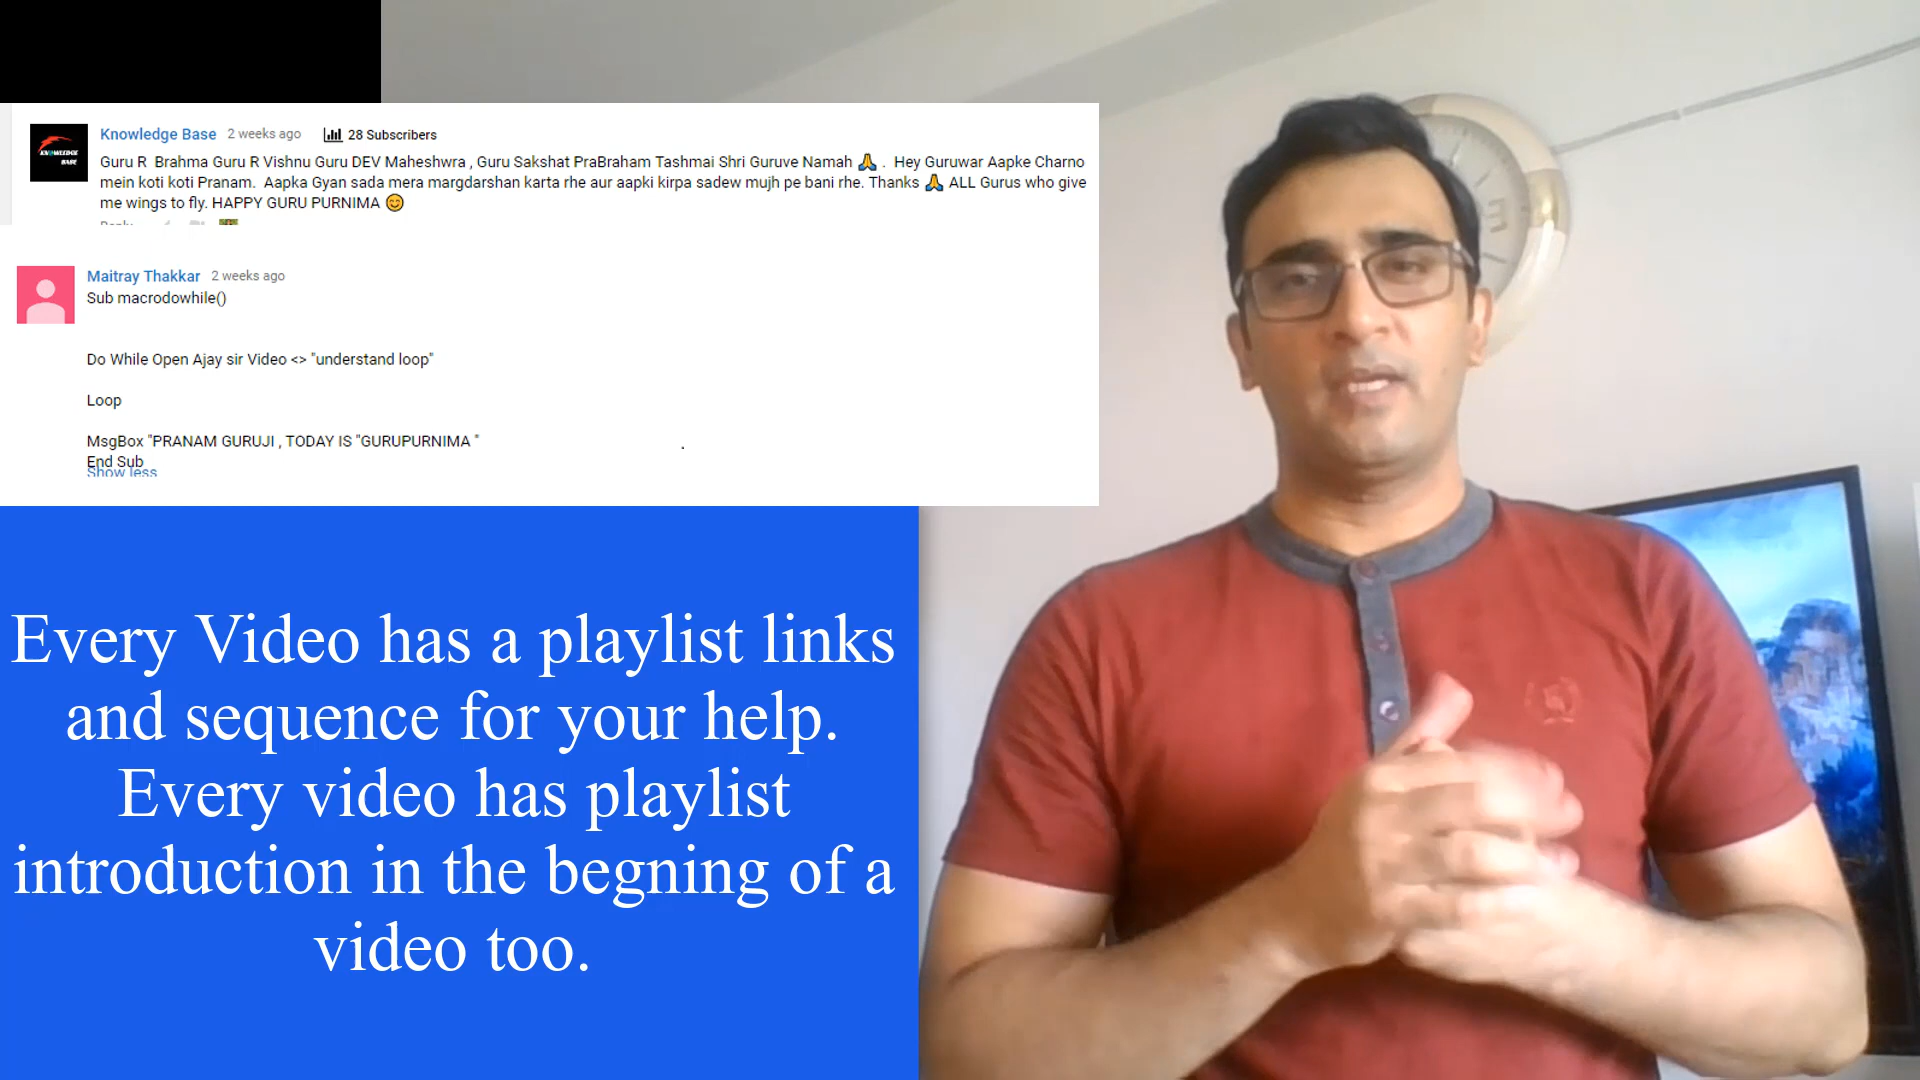 Knowledge Base 2 weeks ago 28 Subscribers
KNOWLEDGE
BASE
Guru R Brahma Guru R Vishnu Guru DEV Maheshwra , Guru Sakshat PraBraham Tashmai Shri Guruve Namah 🙏 . Hey Guruwar Aapke Charno
mein koti koti Pranam. Aapka Gyan sada mera margdarshan karta rhe aur aapki kirpa sadew mujh pe bani rhe. Thanks 🙏 ALL Gurus who give
me wings to fly. HAPPY GURU PURNIMA 😊
Maitray Thakkar 2 weeks ago
Sub macrodowhile()
Do While Open Ajay sir Video <> "understand loop"
Loop
MsgBox "PRANAM GURUJI , TODAY IS "GURUPURNIMA "
End Sub
Show less
Every Video has a playlist links
and sequence for your help.
Every video has playlist
introduction in the begning of a
video too.